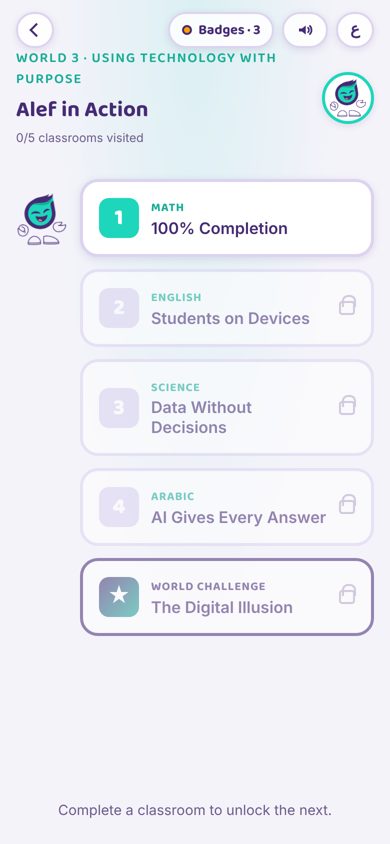 Badges · 3
ع
WORLD 3 · USING TECHNOLOGY WITH
PURPOSE
Alef in Action
0/5 classrooms visited
1
MATH
100% Completion
2
ENGLISH
Students on Devices
3
SCIENCE
Data Without
Decisions
4
ARABIC
AI Gives Every Answer
WORLD CHALLENGE
The Digital Illusion
Complete a classroom to unlock the next.